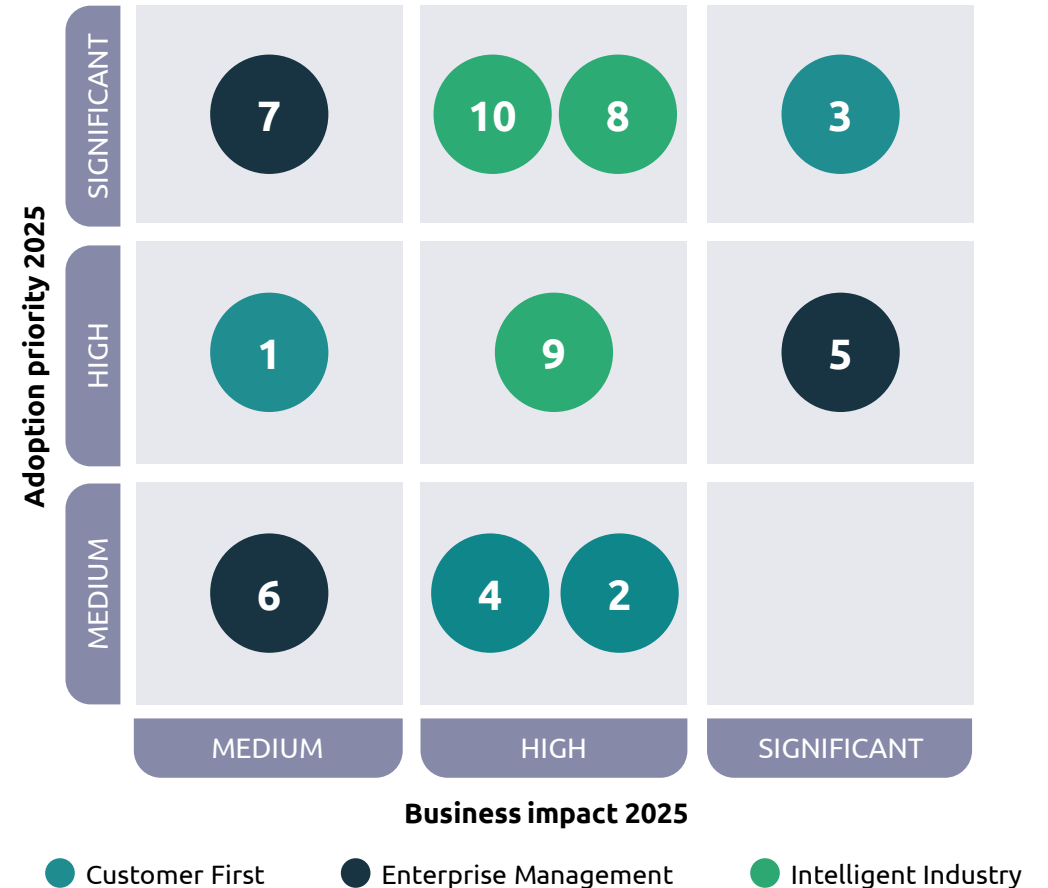 Adoption priority 2025
SIGNIFICANT
7
10
8
3
HIGH
1
9
5
MEDIUM
6
4
2
MEDIUM
HIGH
SIGNIFICANT
Business impact 2025
Customer First
Enterprise Management
Intelligent Industry